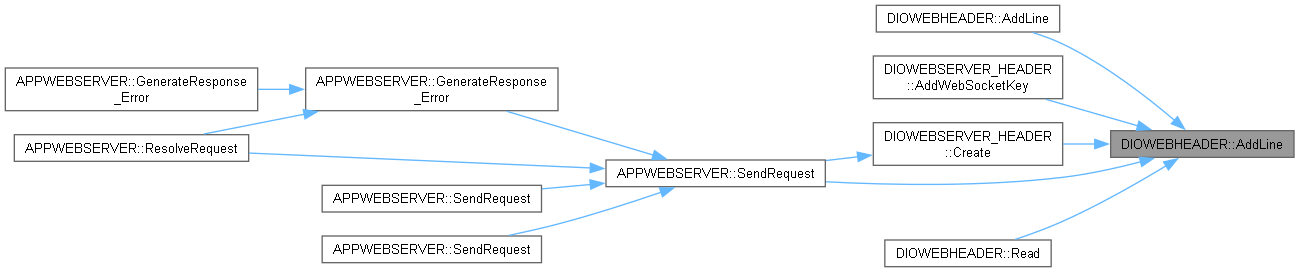 DIOWEBHEADER::AddLine
DIOWEBSERVER_HEADER
::AddWebSocketKey
APPWEBSERVER::GenerateResponse
_Error
APPWEBSERVER::GenerateResponse
_Error
DIOWEBSERVER_HEADER
::Create
DIOWEBHEADER::AddLine
APPWEBSERVER::ResolveRequest
APPWEBSERVER::SendRequest
APPWEBSERVER::SendRequest
APPWEBSERVER::SendRequest
DIOWEBHEADER::Read